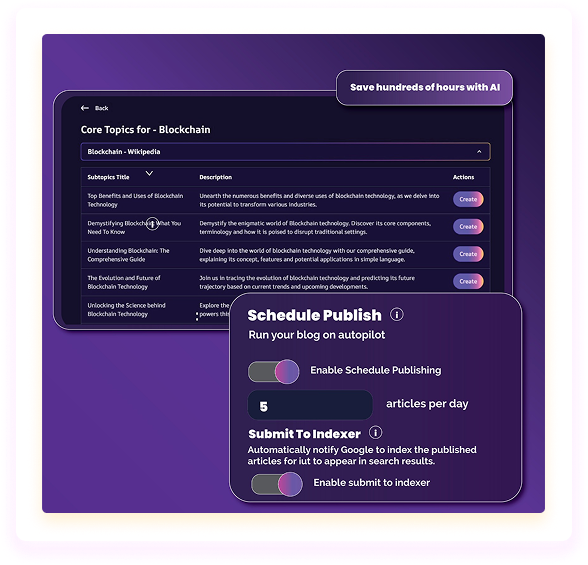 Save hundreds of hours with AI
Back
Core Topics for - Blockchain
Blockchain - Wikipedia
Subtopics Title Description Actions
Top Benefits and Uses of Blockchain
Technology
Unearth the numerous benefits and diverse uses of blockchain technology, as we delve into
its potential to transform various industries.
Create
Demystifying Blockchain What You
Need To Know
Demystify the enigmatic world of Blockchain technology. Discover its core components,
terminology and how it is poised to disrupt traditional settings.
Create
Understanding Blockchain: The
Comprehensive Guide
Dive deep into the world of blockchain technology with our comprehensive guide,
explaining its concept, features and potential applications in simple language.
Create
The Evolution and Future of
Blockchain Technology
Join us in tracing the evolution of blockchain technology and predicting its future
trajectory based on current trends and upcoming developments.
Create
Unlocking the Science behind
Blockchain Technology
Explore the
powers this
Schedule Publish
Run your blog on autopilot
Enable Schedule Publishing
5 articles per day
Submit To Indexer
Automatically notify Google to index the published
articles for iut to appear in search results.
Enable submit to indexer